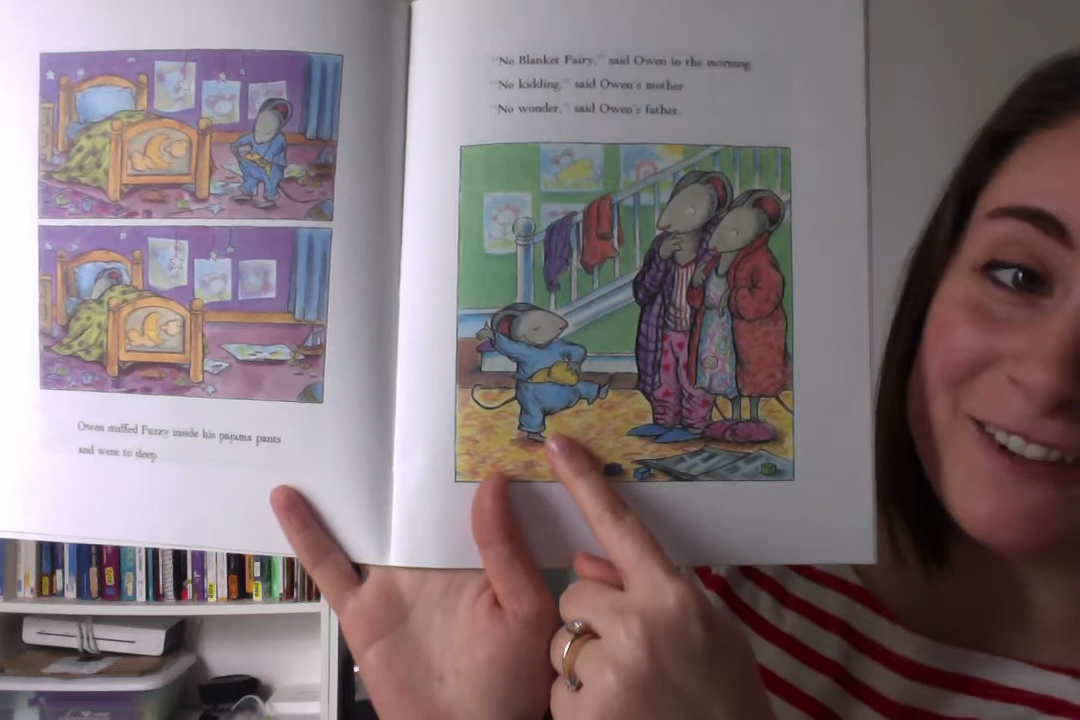 Owen stuffed Fuzzy inside his pajama pants
and went to sleep.
"No Blanket Fairy," said Owen in the morning.
"No kidding," said Owen's mother.
"No wonder," said Owen's father.